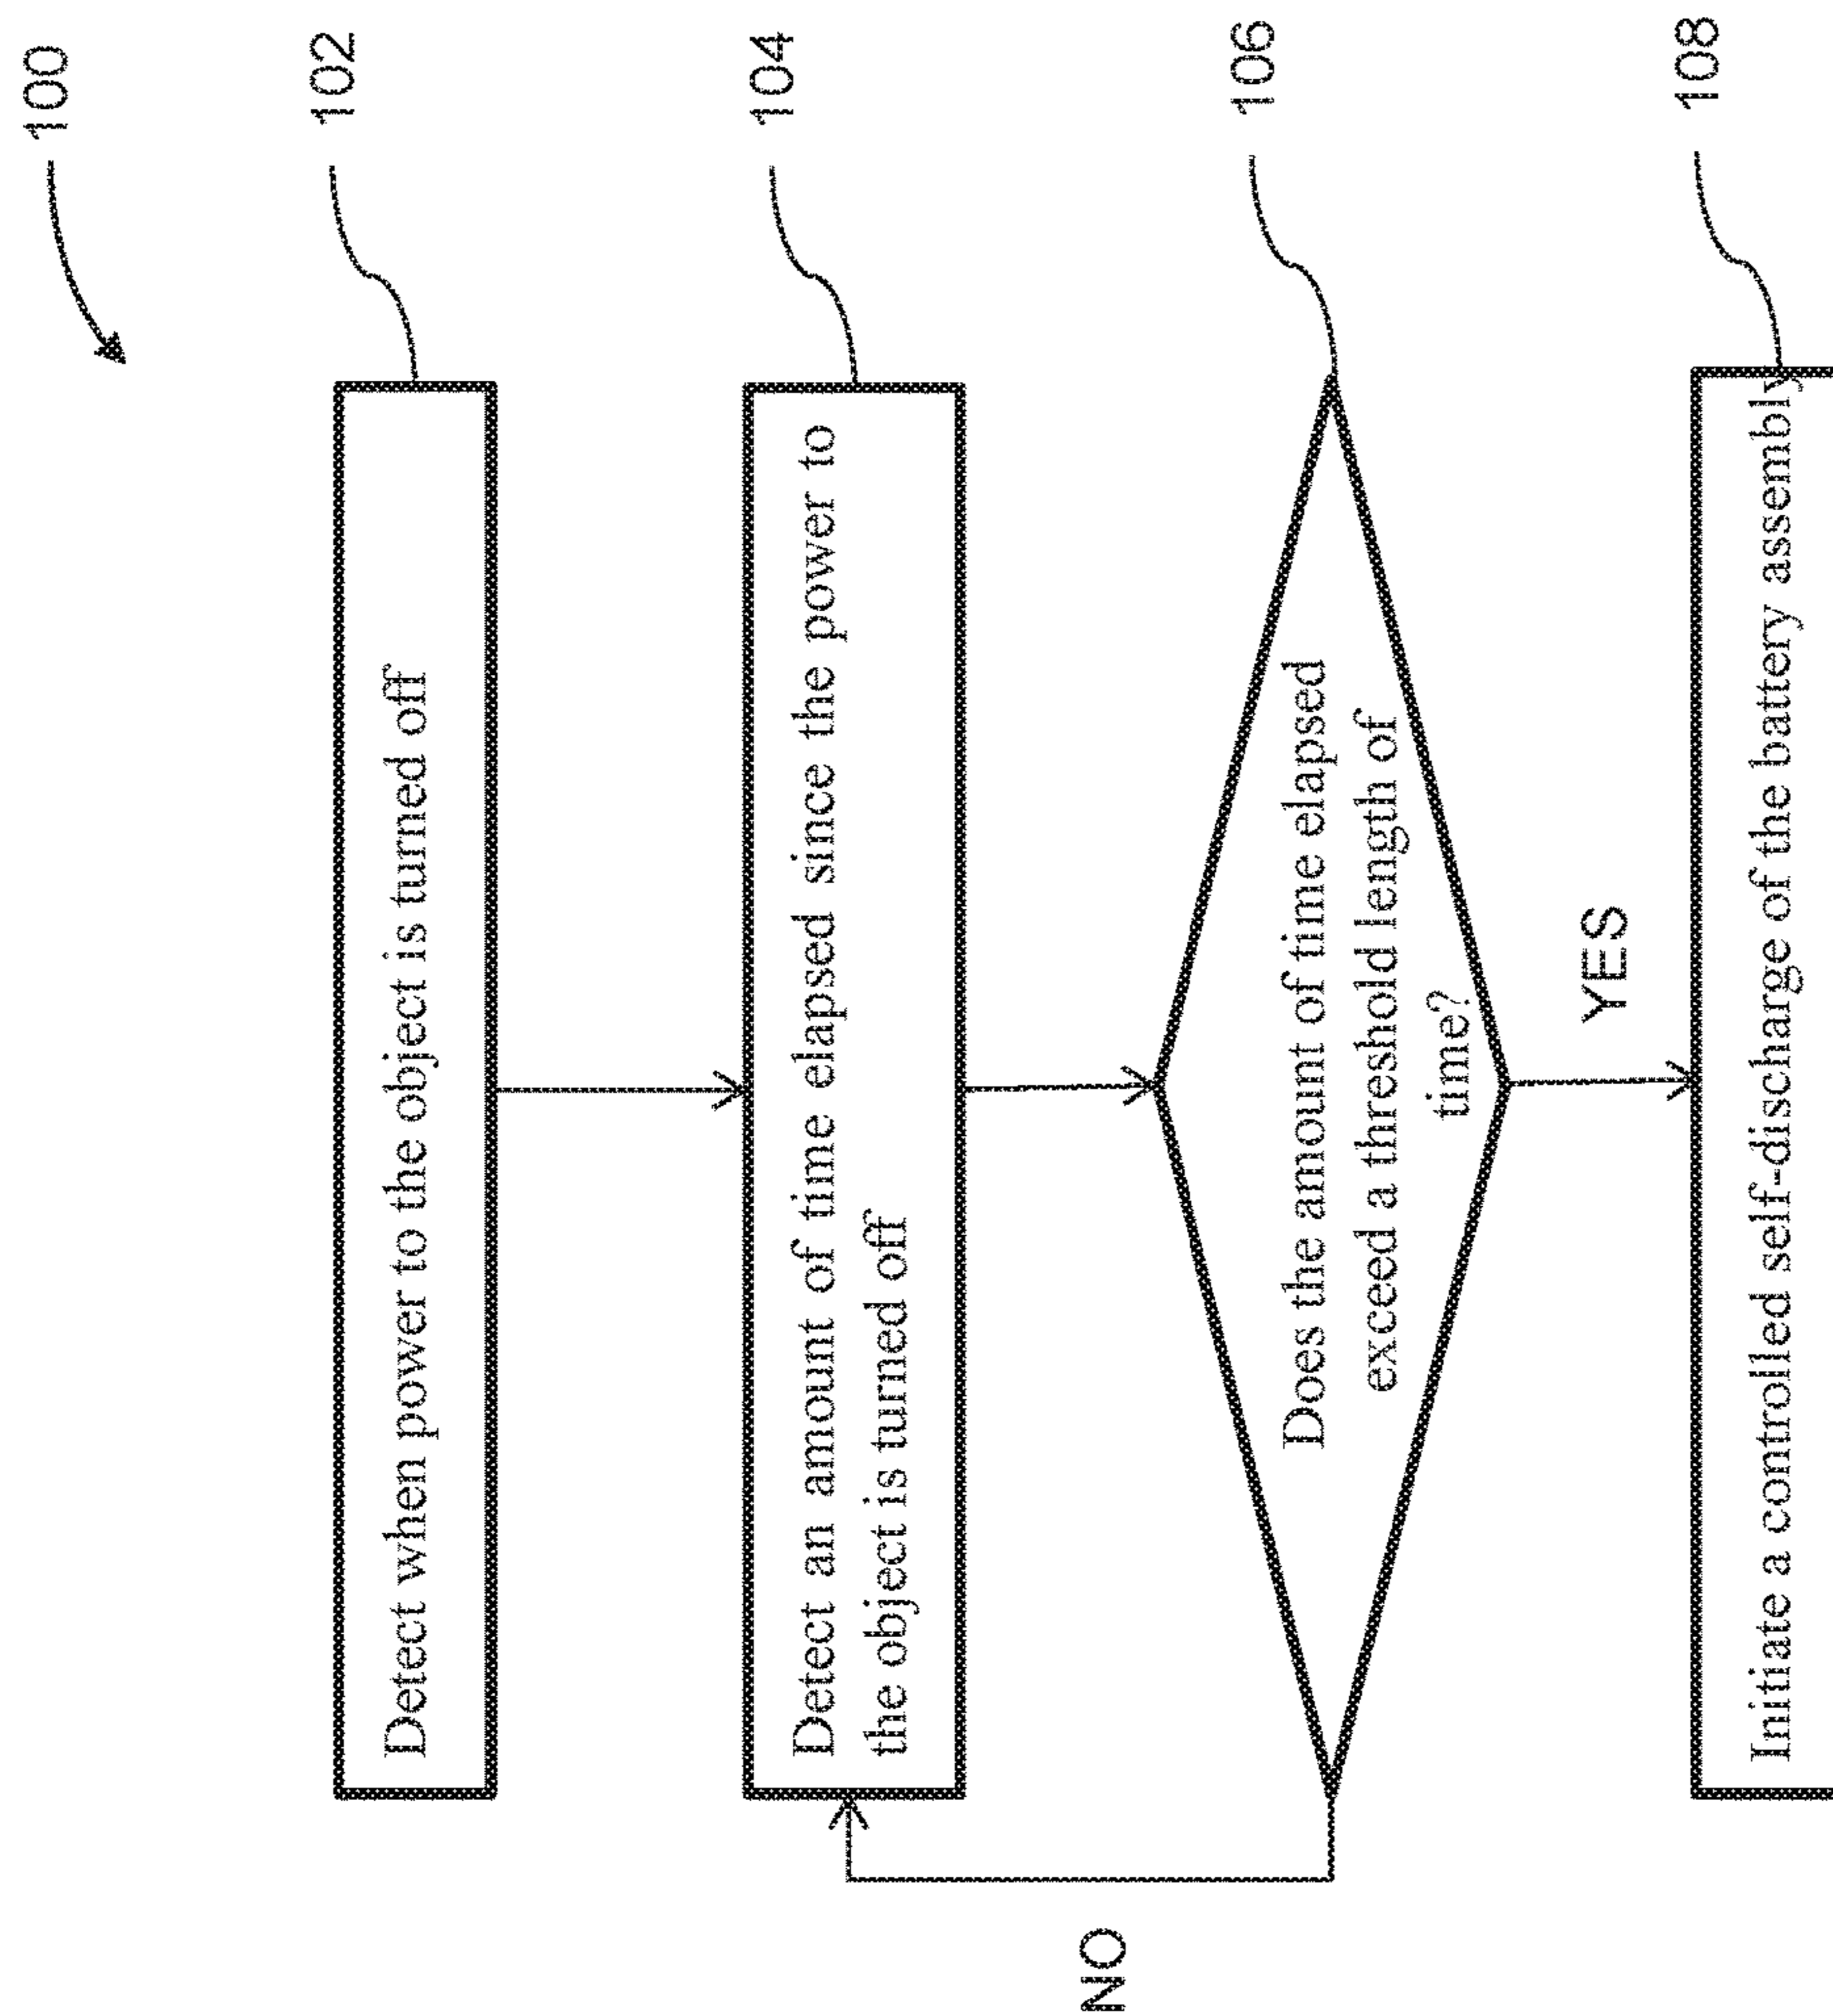 100
102
Detect when power to the object is turned off
104
Detect an amount of time elapsed since the power to
the object is turned off
106
Does the amount of time elapsed
exceed a threshold length of
time?
NO
YES
108
Initiate a controlled self-discharge of the battery assembly